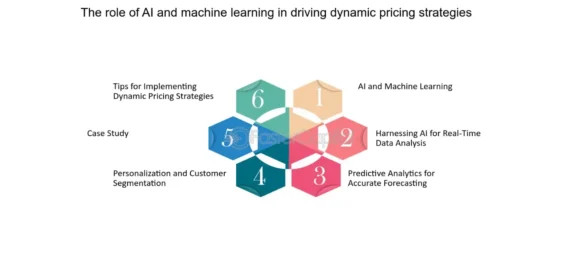 The role of AI and machine learning in driving dynamic pricing strategies
1
AI and Machine Learning
2
Harnessing AI for Real-Time
Data Analysis
3
Predictive Analytics for
Accurate Forecasting
4
Personalization and Customer
Segmentation
5
Case Study
6
Tips for Implementing
Dynamic Pricing Strategies